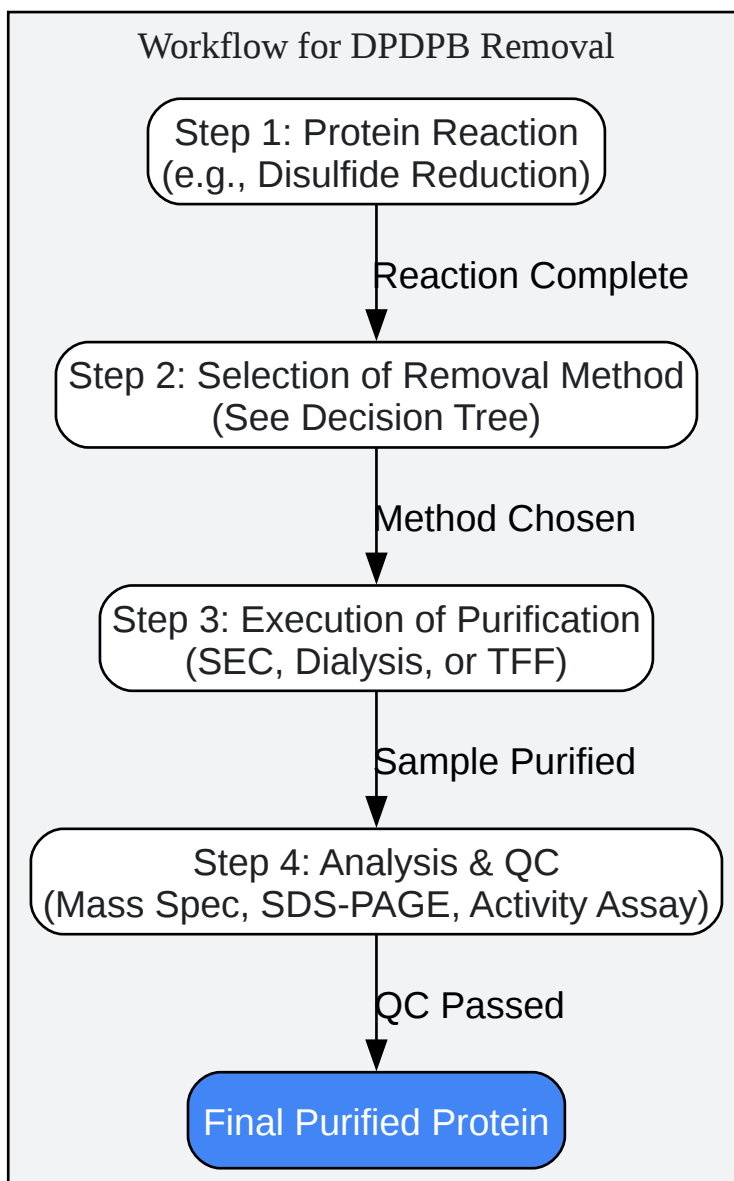 Workflow for DPDPB Removal
Step 1: Protein Reaction
(e.g., Disulfide Reduction)
Reaction Complete
Step 2: Selection of Removal Method
(See Decision Tree)
Method Chosen
Step 3: Execution of Purification
(SEC, Dialysis, or TFF)
Sample Purified
Step 4: Analysis & QC
(Mass Spec, SDS-PAGE, Activity Assay)
QC Passed
Final Purified Protein